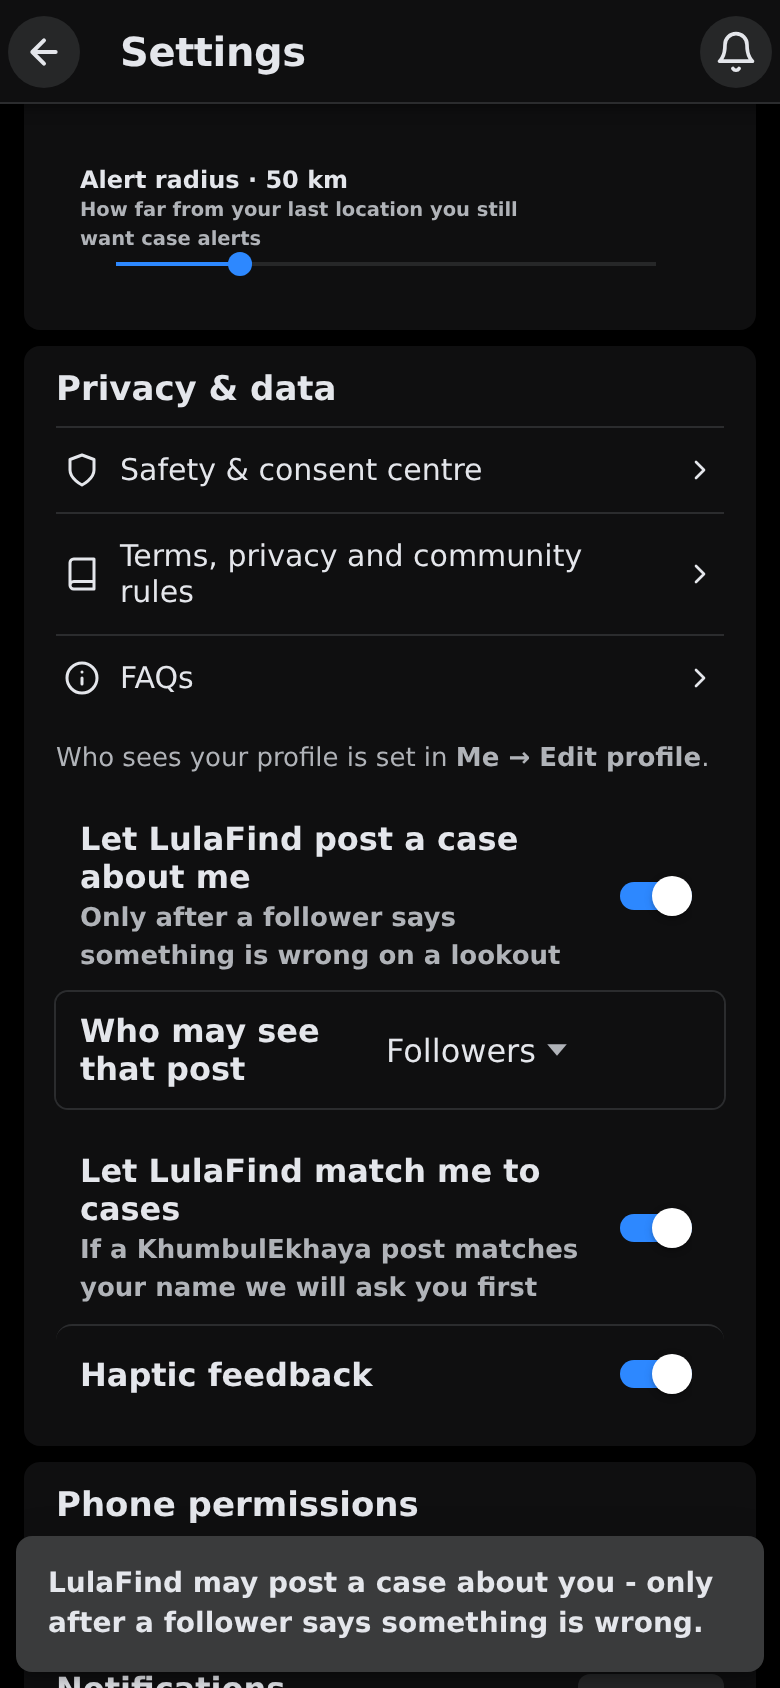 Settings
Alert radius · 50 km
How far from your last location you still
want case alerts
Privacy & data
Safety & consent centre
Terms, privacy and community
rules
FAQs
Who sees your profile is set in Me → Edit profile.
Let LulaFind post a case
about me
Only after a follower says
something is wrong on a lookout
Who may see
that post
Followers
Let LulaFind match me to
cases
If a KhumbulEkhaya post matches
your name we will ask you first
Haptic feedback
Phone permissions
LulaFind may post a case about you - only
after a follower says something is wrong.
Notifications